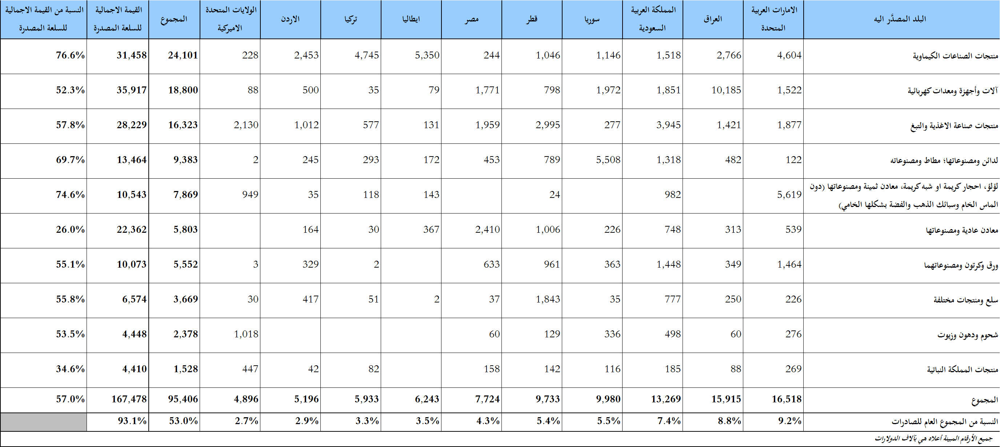 البلد المصدَّر اليه | الامارات العربية المتحدة | العراق | المملكة العربية السعودية | سوريا | قطر | مصر | ايطاليا | تركيا | الاردن | الولايات المتحدة الاميركية | المجموع | القيمة الاجمالية للسلعة المصدرة | النسبة من القيمة الاجمالية للسلعة المصدرة
منتجات الصناعات الكيماوية | 4,604 | 2,766 | 1,518 | 1,146 | 1,046 | 244 | 5,350 | 4,745 | 2,453 | 228 | 24,101 | 31,458 | 76.6%
آلات وأجهزة ومعدات كهربائية | 1,522 | 10,185 | 1,851 | 1,972 | 798 | 1,771 | 79 | 35 | 500 | 88 | 18,800 | 35,917 | 52.3%
منتجات صناعة الاغذية والتبغ | 1,877 | 1,421 | 3,945 | 277 | 2,995 | 1,959 | 131 | 577 | 1,012 | 2,130 | 16,323 | 28,229 | 57.8%
لدائن ومصنوعاتها؛ مطاط ومصنوعاته | 122 | 482 | 1,318 | 5,508 | 789 | 453 | 172 | 293 | 245 | 2 | 9,383 | 13,464 | 69.7%
لؤلؤ، احجار كريمة او شبه كريمة، معادن ثمينة ومصنوعاتها (دون
الماس الخام وسبائك الذهب والفضة بشكلها الخامي) | 5,619 | | 982 | | 24 | | 143 | 118 | 35 | 949 | 7,869 | 10,543 | 74.6%
معادن عادية ومصنوعاتها | 539 | 313 | 748 | 226 | 1,006 | 2,410 | 367 | 30 | 164 | | 5,803 | 22,362 | 26.0%
ورق وكرتون ومصنوعاتهما | 1,464 | 349 | 1,448 | 363 | 961 | 633 | | 2 | 329 | 3 | 5,552 | 10,073 | 55.1%
سلع ومنتجات مختلفة | 226 | 250 | 777 | 35 | 1,843 | 37 | 2 | 51 | 417 | 30 | 3,669 | 6,574 | 55.8%
شحوم ودهون وزيوت | 276 | 60 | 498 | 336 | 129 | 60 | | | | 1,018 | 2,378 | 4,448 | 53.5%
منتجات المملكة النباتية | 269 | 88 | 185 | 116 | 142 | 158 | | 82 | 42 | 447 | 1,528 | 4,410 | 34.6%
المجموع | 16,518 | 15,915 | 13,269 | 9,980 | 9,733 | 7,724 | 6,243 | 5,933 | 5,196 | 4,896 | 95,406 | 167,478 | 57.0%
النسبة من المجموع العام للصادرات | 9.2% | 8.8% | 7.4% | 5.5% | 5.4% | 4.3% | 3.5% | 3.3% | 2.9% | 2.7% | 53.0% | 93.1%
جميع الأرقام المبينة أعلاه هي بآلاف الدولارات